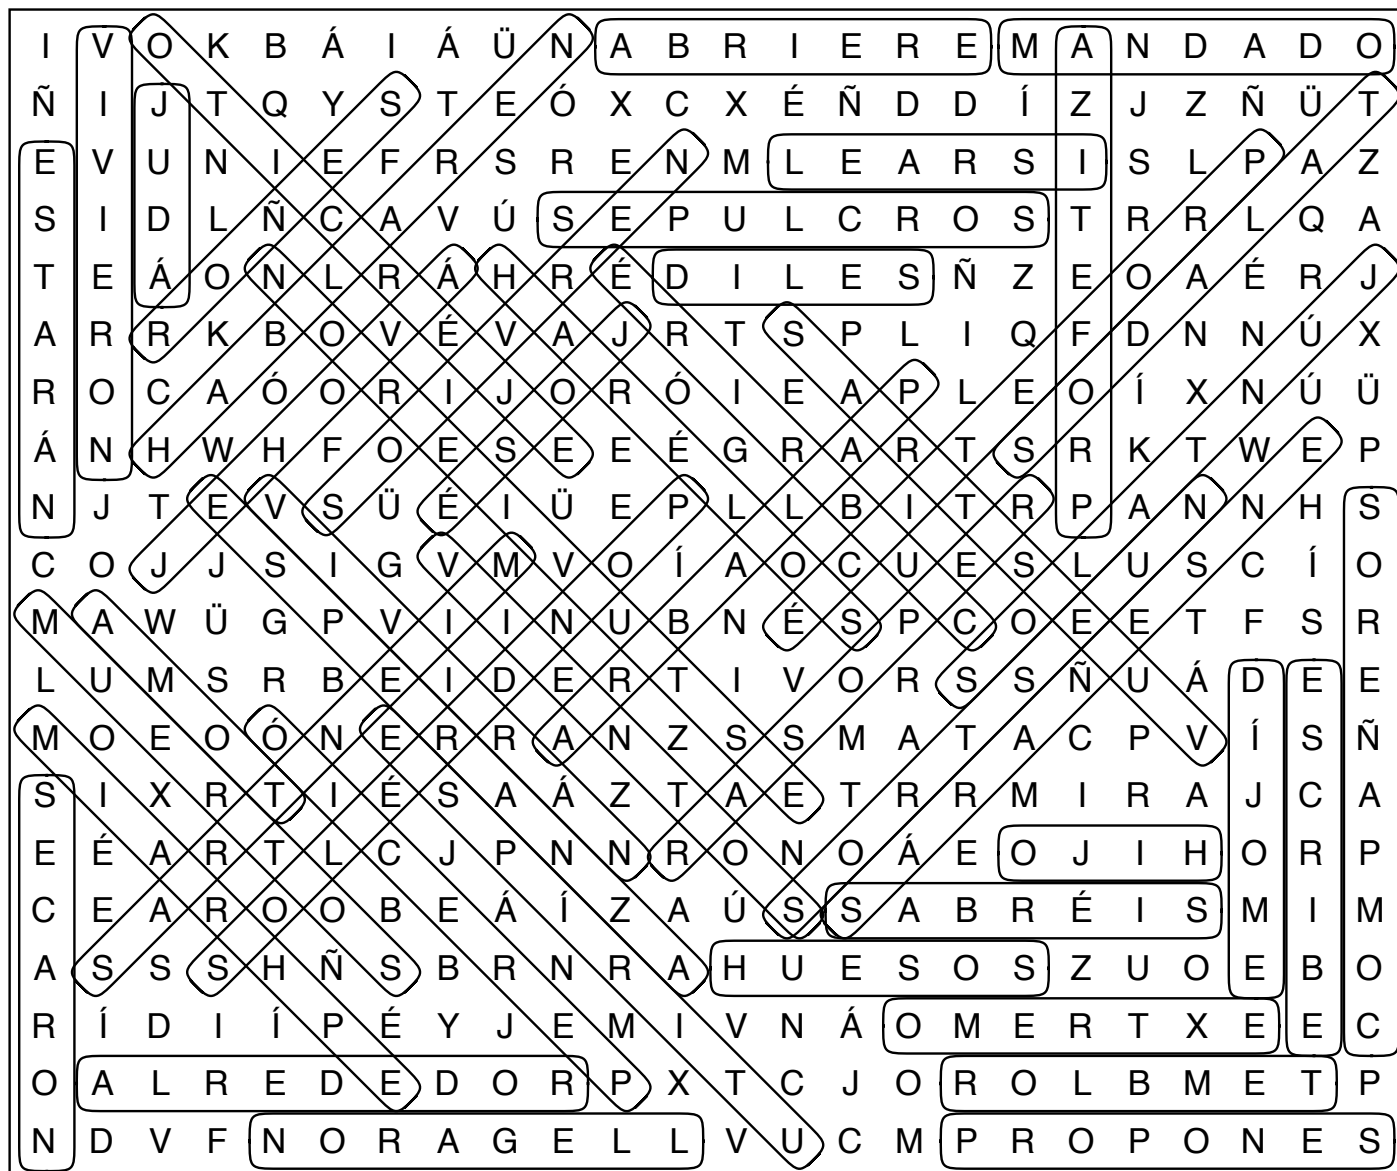 I V O K B Á I Á Ü N A B R I E R E M A N D A D O
Ñ I J T Q Y S T E Ó X C X É Ñ D D Í Z J Z Ñ Ü T
E V U N I E F R S R E N M L E A R S I S L P A Z
S I D L Ñ C A V Ú S E P U L C R O S T R R L Q A
T E Á O N L R Á H R É D I L E S Ñ Z E O A É R J
A R R K B O V É V A J R T S P L I Q F D N N Ú X
R O C A Ó O R I J O R Ó I E A P L E O Í X N Ú Ü
Á N H W H F O E S E E É G R A R T S R K T W E P
N J T E V S Ü É I Ü E P L L B I T R P A N N H S
C O J J S I G V M V O Í A O C U E S L U S C Í O
M A W Ü G P V I I N U B N É S P C O E E T F S R
L U M S R B E I D E R T I V O R S S Ñ U Á D E E
M O E O Ó N E R R A N Z S S M A T A C P V Í S Ñ
S I X R T I É S A Á Z T A E T R R M I R A J C A
E É A R T L C J P N N R O N O Á E O J I H O R P
C E A R O O B E Á Í Z A Ú S S A B R É I S M I M
A S S S H Ñ S B R N R A H U E S O S Z U O E B O
R Í D I Í P É Y J E M I V N Á O M E R T X E E C
O A L R E D E D O R P X T C J O R O L B M E T P
N D V F N O R A G E L L V U C M P R O P O N E S